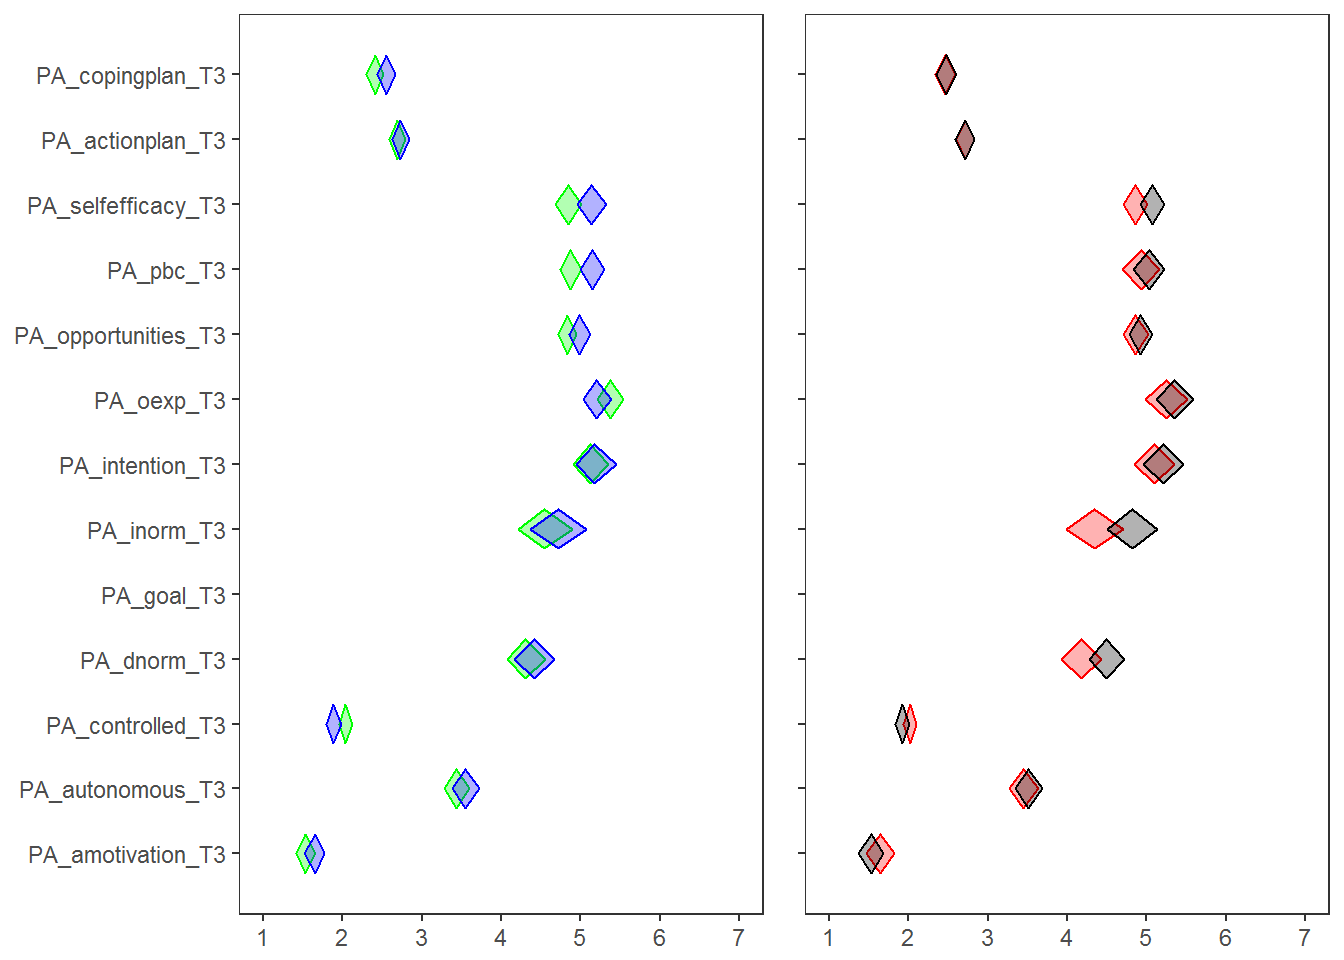 PA_copingplan_T3
PA_actionplan_T3
PA_selfefficacy_T3
PA_pbc_T3
PA_opportunities_T3
PA_oexp_T3
PA_intention_T3
PA_inorm_T3
PA_goal_T3
PA_dnorm_T3
PA_controlled_T3
PA_autonomous_T3
PA_amotivation_T3
1 2 3 4 5 6 7
1 2 3 4 5 6 7